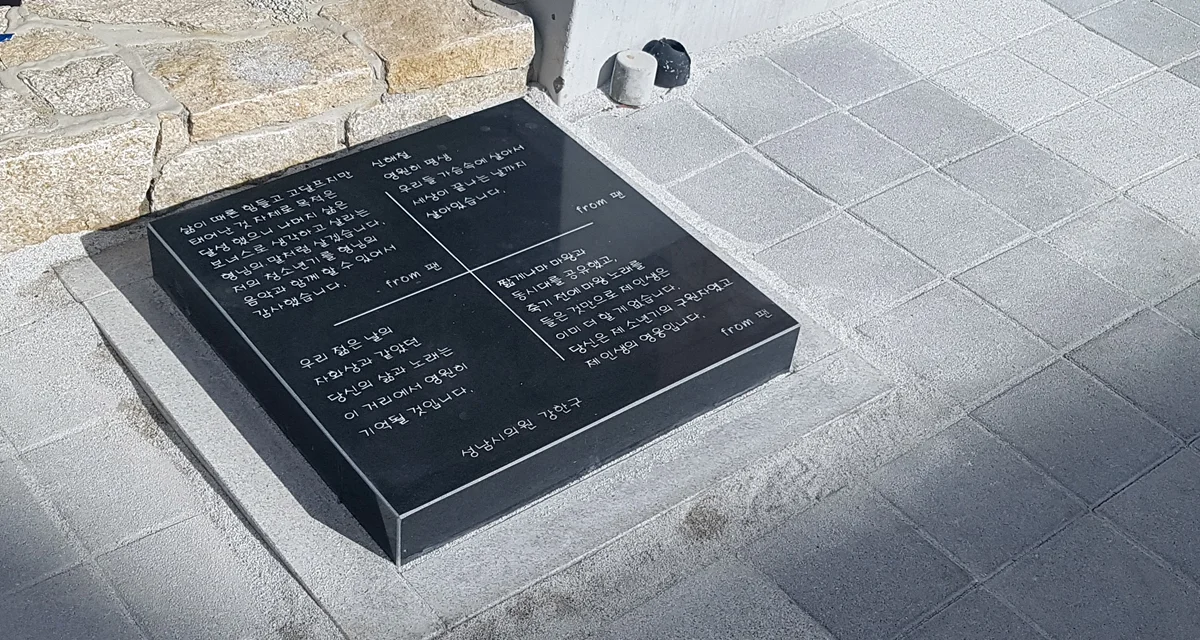 삶이 때론 힘들고 고달프지만
태어난 것 자체로 목적은
달성 했으니 나머지 삶은
보너스로 생각하고 살라는
형님의 말처럼 살겠습니다.
저의 청소년기를 형님의
음악과 함께 할 수 있어서
감사했습니다.
from 팬
신해철
영원히 평생
우리들 가슴속에 살아서
세상이 끝나는 날까지
살아있습니다.
from 팬
우리 젊은 날의
자화상과 같았던
당신의 삶과 노래는
이 거리에서 영원히
기억될 것입니다.
성남시의원 강한구
짧게나마 마왕과
동시대를 공유했고,
죽기 전에 마왕 노래를
들은 것만으로 제 인생은
이미 더 할 게 없습니다.
당신은 제 소년기의 구원자였고
제 인생의 영웅입니다.
from 팬